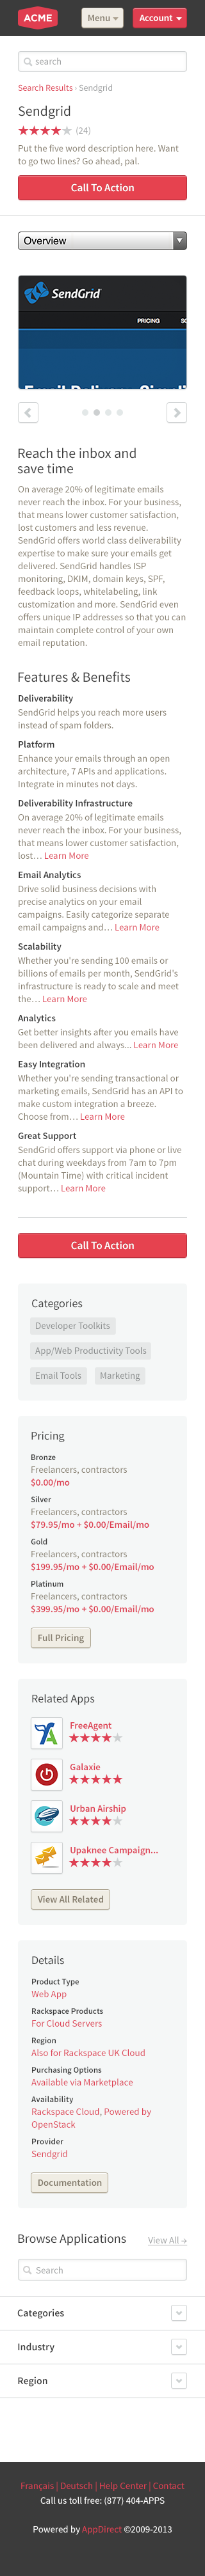 ACME
Menu
Account
search
Search Results › Sendgrid
Sendgrid
(24)
Put the five word description here. Want
to go two lines? Go ahead, pal.
Call To Action
Overview
SendGrid
PRICING
Reach the inbox and
save time
On average 20% of legitimate emails
never reach the inbox. For your business,
that means lower customer satisfaction,
lost customers and less revenue.
SendGrid offers world class deliverability
expertise to make sure your emails get
delivered. SendGrid handles ISP
monitoring, DKIM, domain keys, SPF,
feedback loops, whitelabeling, link
customization and more. SendGrid even
offers unique IP addresses so that you can
maintain complete control of your own
email reputation.
Features & Benefits
Deliverability
SendGrid helps you reach more users
instead of spam folders.
Platform
Enhance your emails through an open
architecture, 7 APIs and applications.
Integrate in minutes not days.
Deliverability Infrastructure
On average 20% of legitimate emails
never reach the inbox. For your business,
that means lower customer satisfaction,
lost… Learn More
Email Analytics
Drive solid business decisions with
precise analytics on your email
campaigns. Easily categorize separate
email campaigns and… Learn More
Scalability
Whether you're sending 100 emails or
billions of emails per month, SendGrid's
infrastructure is ready to scale and meet
the… Learn More
Analytics
Get better insights after you emails have
been delivered and always... Learn More
Easy Integration
Whether you're sending transactional or
marketing emails, SendGrid has an API to
make custom integration a breeze.
Choose from… Learn More
Great Support
SendGrid offers support via phone or live
chat during weekdays from 7am to 7pm
(Mountain Time) with critical incident
support… Learn More
Call To Action
Categories
Developer Toolkits
App/Web Productivity Tools
Email Tools
Marketing
Pricing
Bronze
Freelancers, contractors
$0.00/mo
Silver
Freelancers, contractors
$79.95/mo + $0.00/Email/mo
Gold
Freelancers, contractors
$199.95/mo + $0.00/Email/mo
Platinum
Freelancers, contractors
$399.95/mo + $0.00/Email/mo
Full Pricing
Related Apps
FreeAgent
Galaxie
Urban Airship
Upaknee Campaign...
View All Related
Details
Product Type
Web App
Rackspace Products
For Cloud Servers
Region
Also for Rackspace UK Cloud
Purchasing Options
Available via Marketplace
Availability
Rackspace Cloud, Powered by
OpenStack
Provider
Sendgrid
Documentation
Browse Applications
View All →
Search
Categories
Industry
Region
Français | Deutsch | Help Center | Contact
Call us toll free: (877) 404-APPS
Powered by AppDirect ©2009-2013